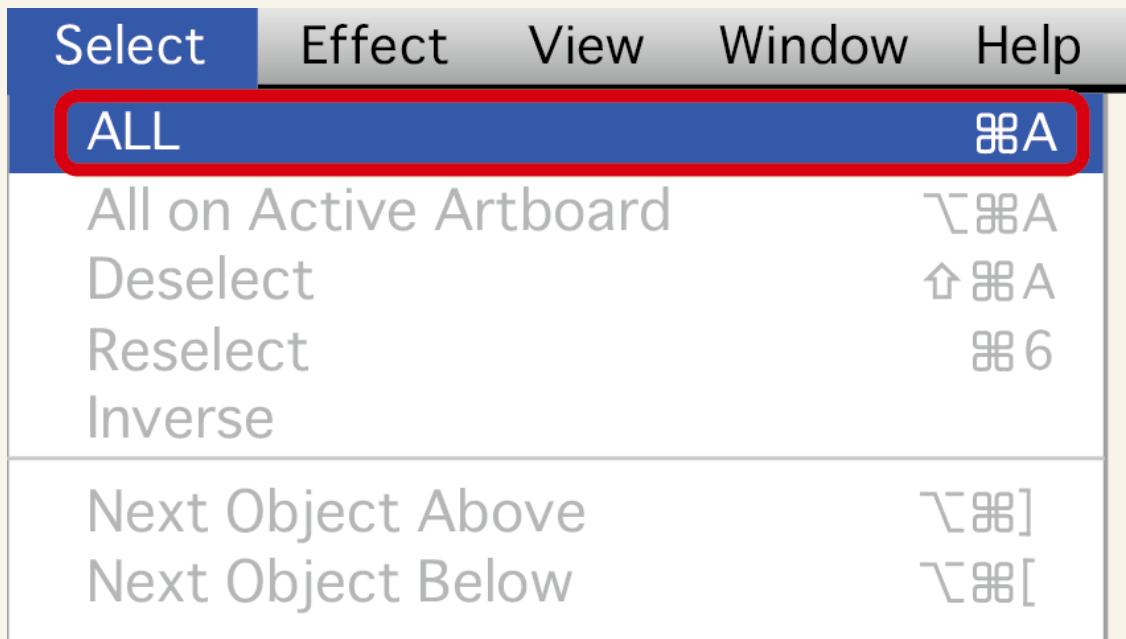 Select Effect View Window Help
ALL ⌘A
All on Active Artboard ⌥⌘A
Deselect ⇧⌘A
Reselect ⌘6
Inverse
Next Object Above ⌥⌘]
Next Object Below ⌥⌘[